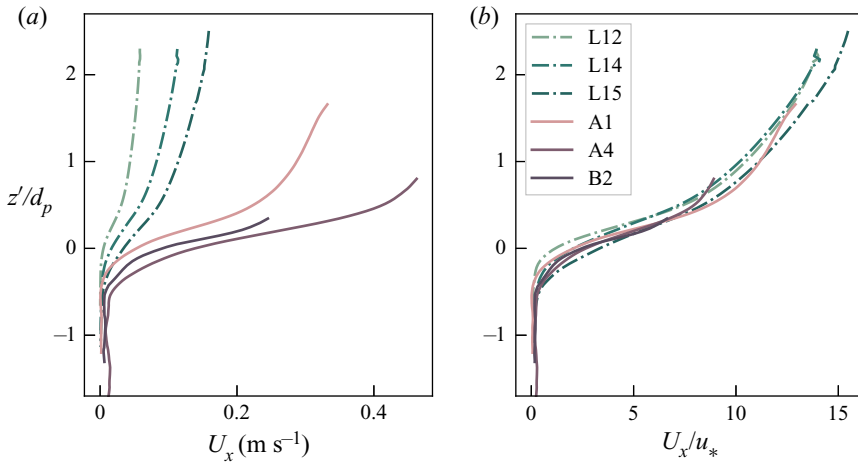 (a)
(b)
2
1
0
–1
z′/d_p
0
0.2
0.4
U_x (m s⁻¹)
2
1
0
–1
L12
L14
L15
A1
A4
B2
0
5
10
15
U_x/u_*